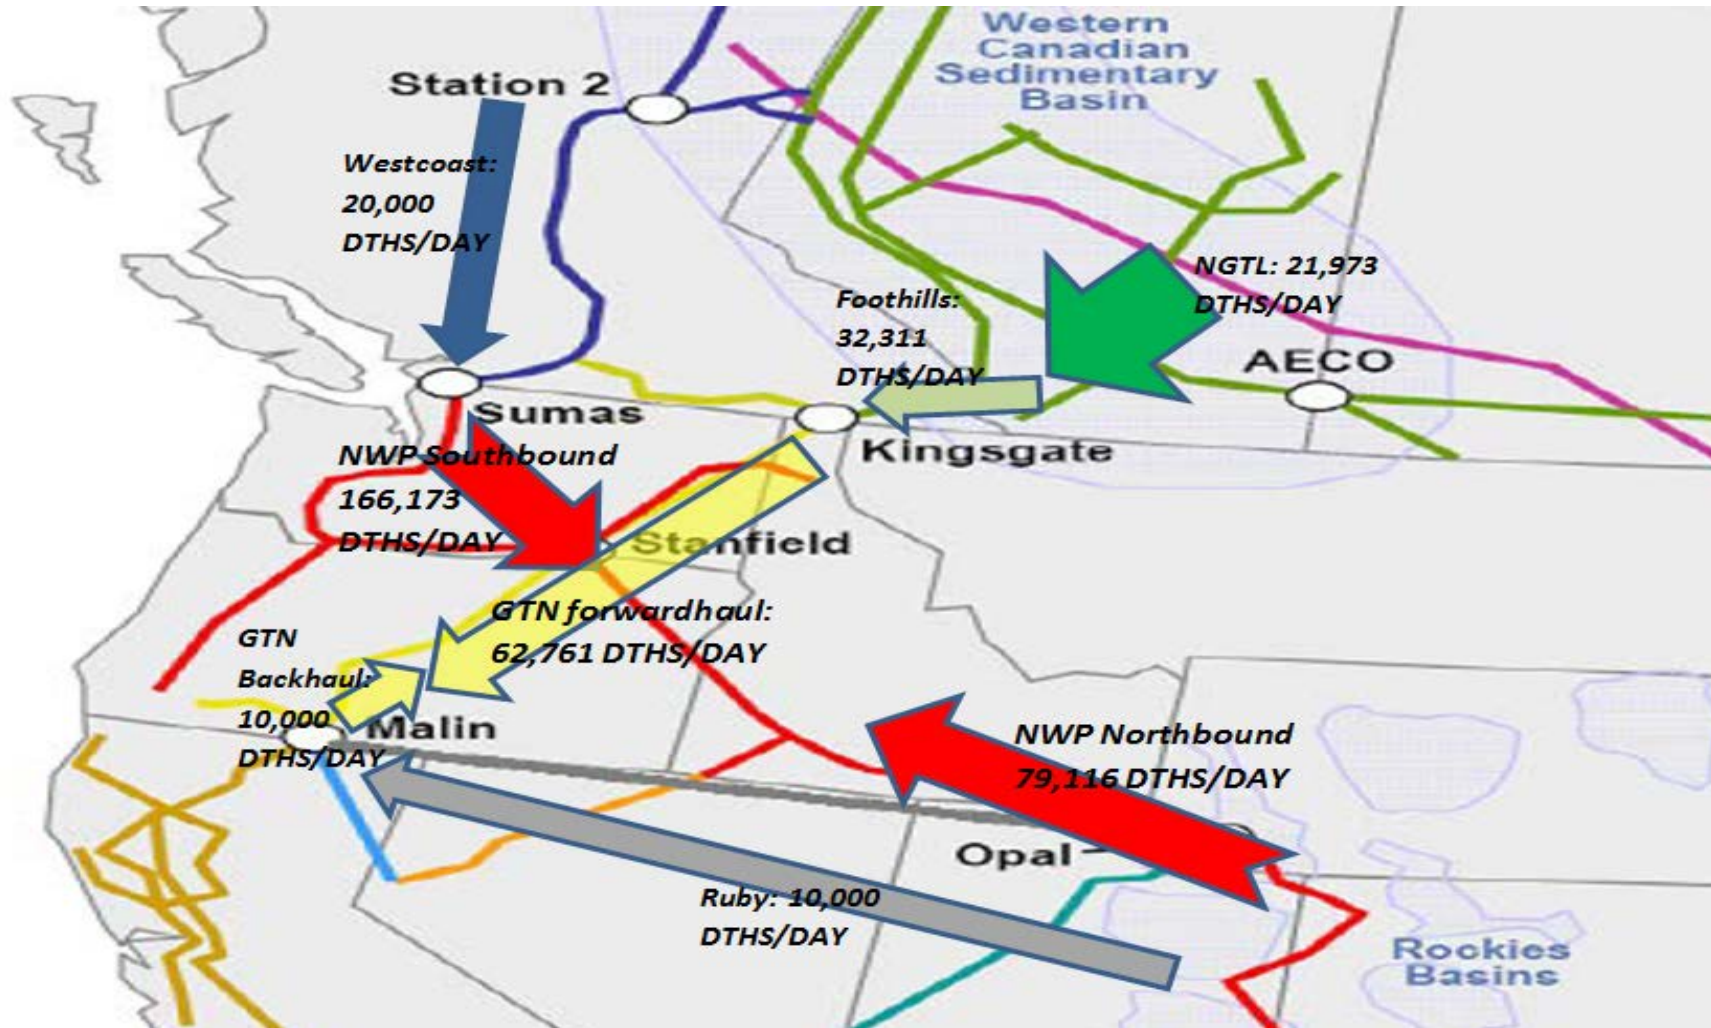 Western
Canadian
Sedimentary
Basin
Station 2
Westcoast:
20,000
DTHS/DAY
NGTL: 21,973
DTHS/DAY
Foothills:
32,311
DTHS/DAY
AECO
Sumas
Kingsgate
NWP Southbound
166,173
DTHS/DAY
Stanfield
GTN forwardhaul:
62,761 DTHS/DAY
GTN
Backhaul:
10,000
DTHS/DAY
Malin
NWP Northbound
79,116 DTHS/DAY
Opal
Ruby: 10,000
DTHS/DAY
Rockies
Basins